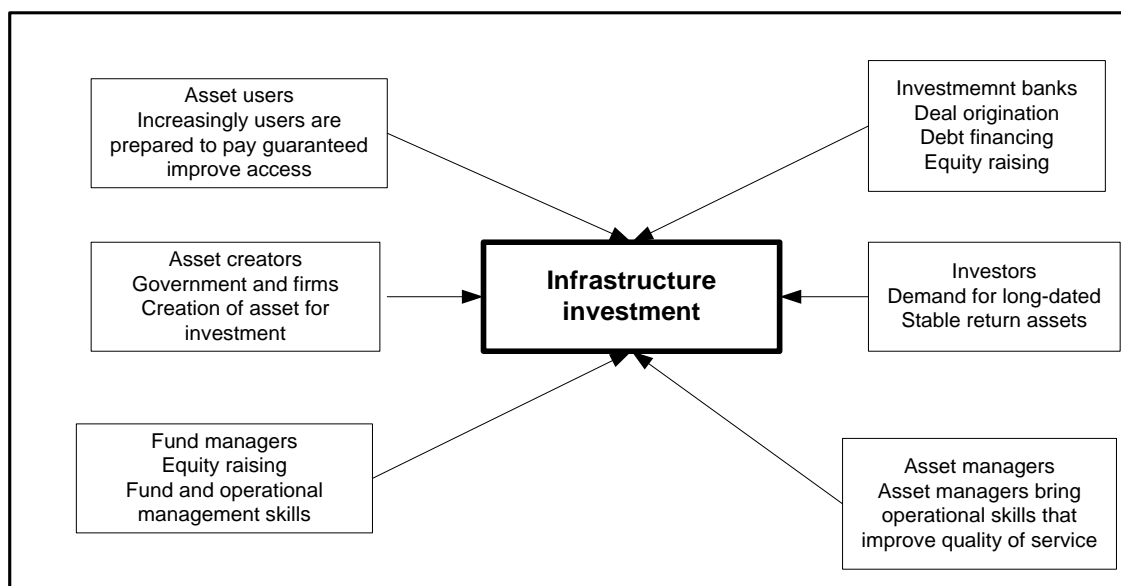 Asset users
Increasingly users are
prepared to pay guaranteed
improve access
Investmemnt banks
Deal origination
Debt financing
Equity raising
Asset creators
Government and firms
Creation of asset for
investment
Infrastructure
investment
Investors
Demand for long-dated
Stable return assets
Fund managers
Equity raising
Fund and operational
management skills
Asset managers
Asset managers bring
operational skills that
improve quality of service